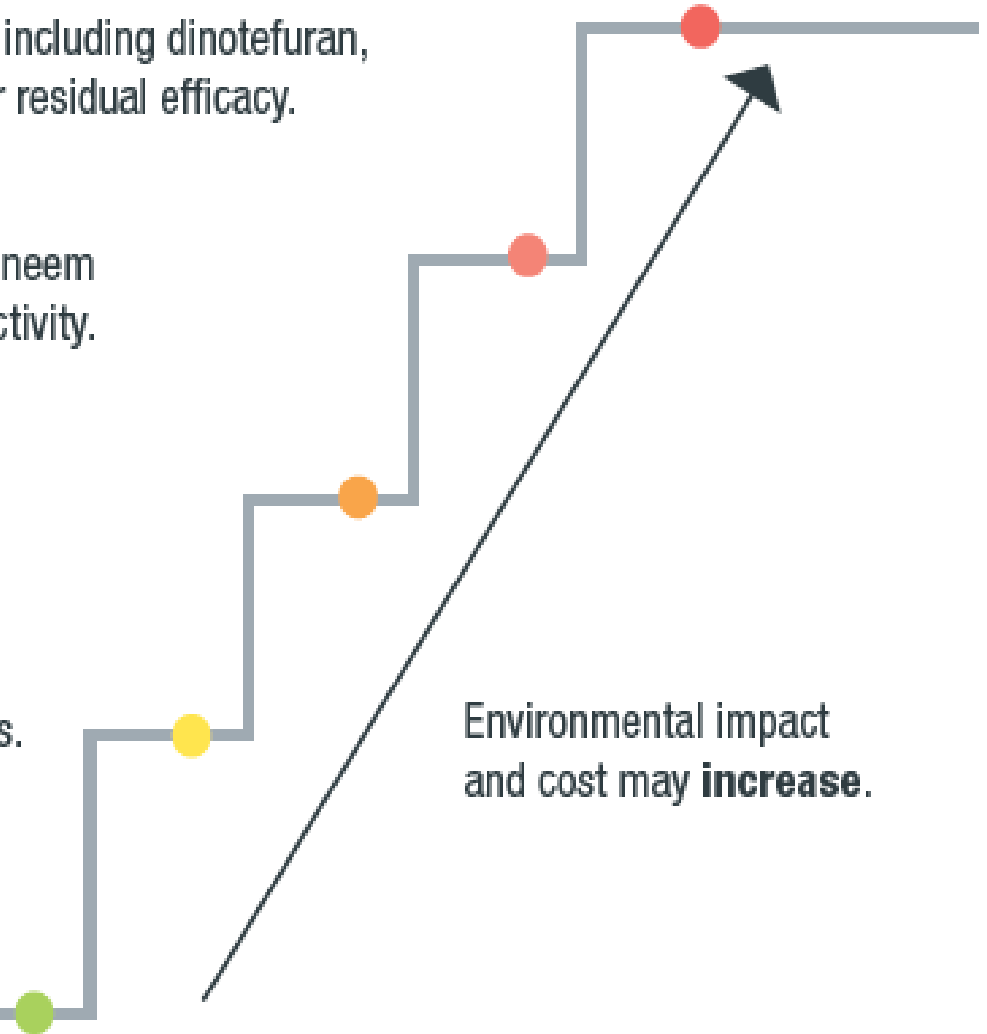 including dinotefuran,
r residual efficacy.
neem
ctivity.
s.
Environmental impact
and cost may increase.